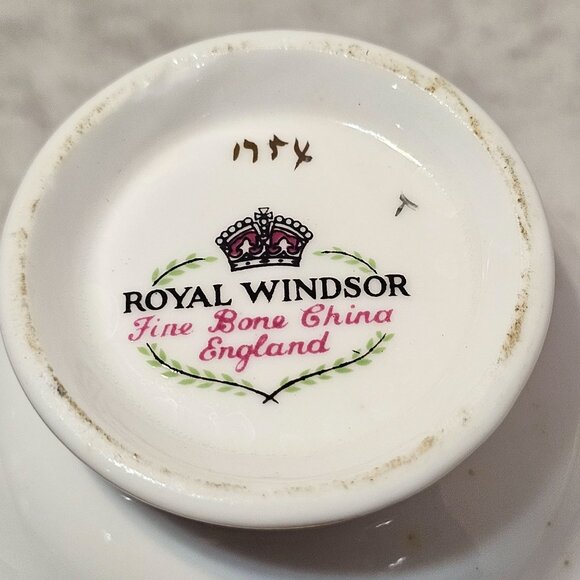 1754
T
ROYAL WINDSOR
Fine Bone China
England